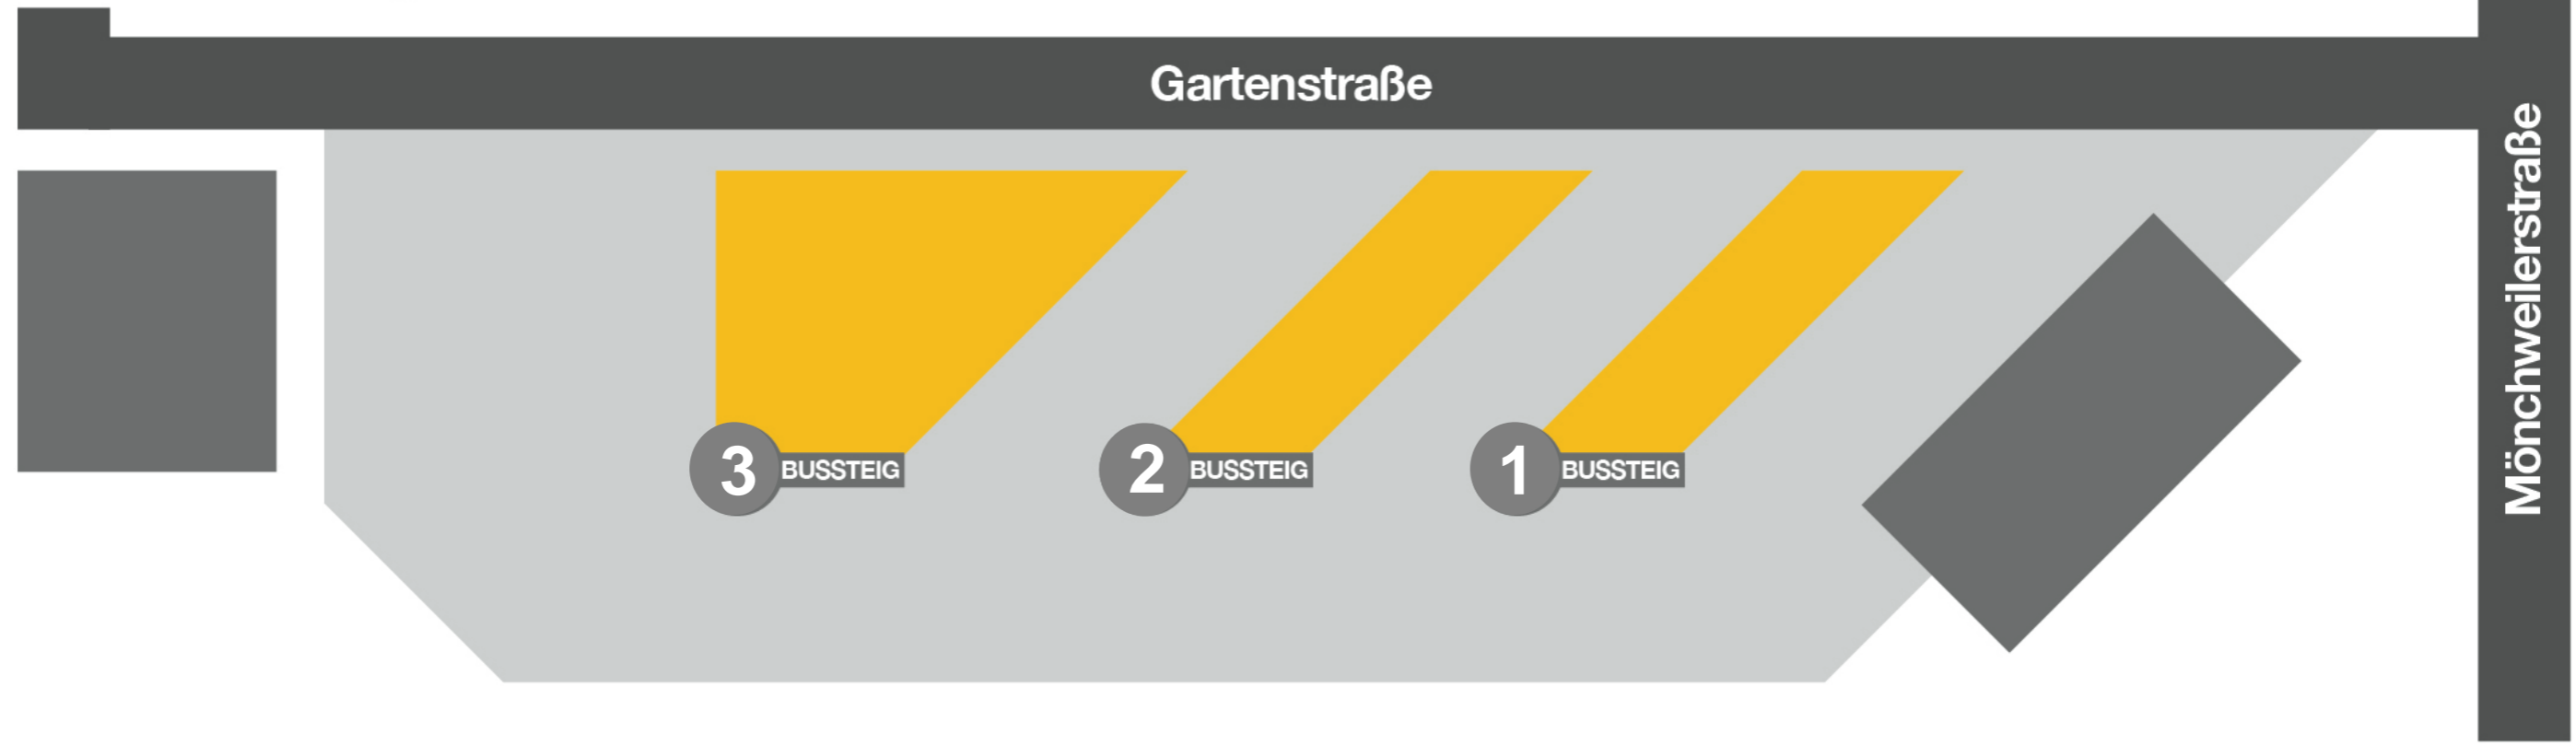 Gartenstraße
Mönchweilerstraße
3 BUSSTEIG
2 BUSSTEIG
1 BUSSTEIG